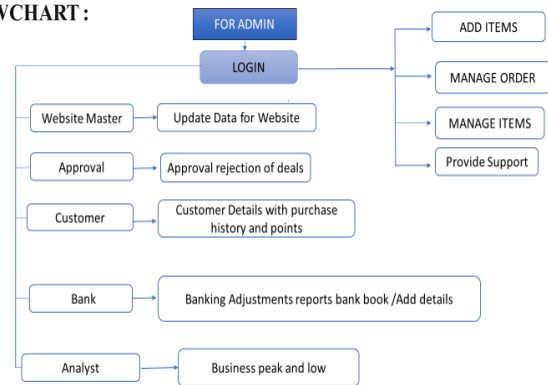 WCHART :
FOR ADMIN
LOGIN
ADD ITEMS
MANAGE ORDER
MANAGE ITEMS
Provide Support
Website Master
Update Data for Website
Approval
Approval rejection of deals
Customer
Customer Details with purchase
history and points
Bank
Banking Adjustments reports bank book /Add details
Analyst
Business peak and low